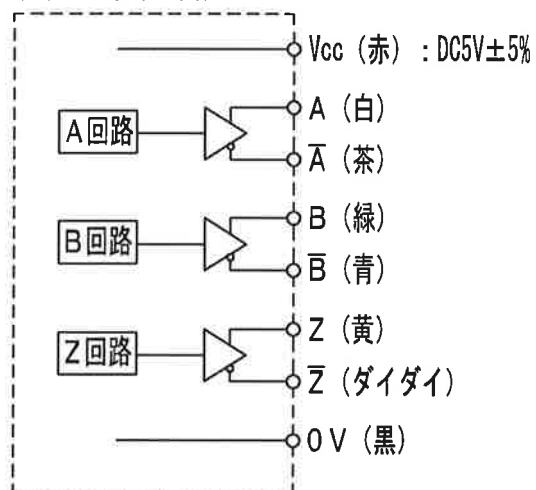 Vcc (赤) : DC5V±5%
A回路
A (白)
A̅ (茶)
B回路
B (緑)
B̅ (青)
Z回路
Z (黄)
Z̅ (ダイダイ)
0V (黒)